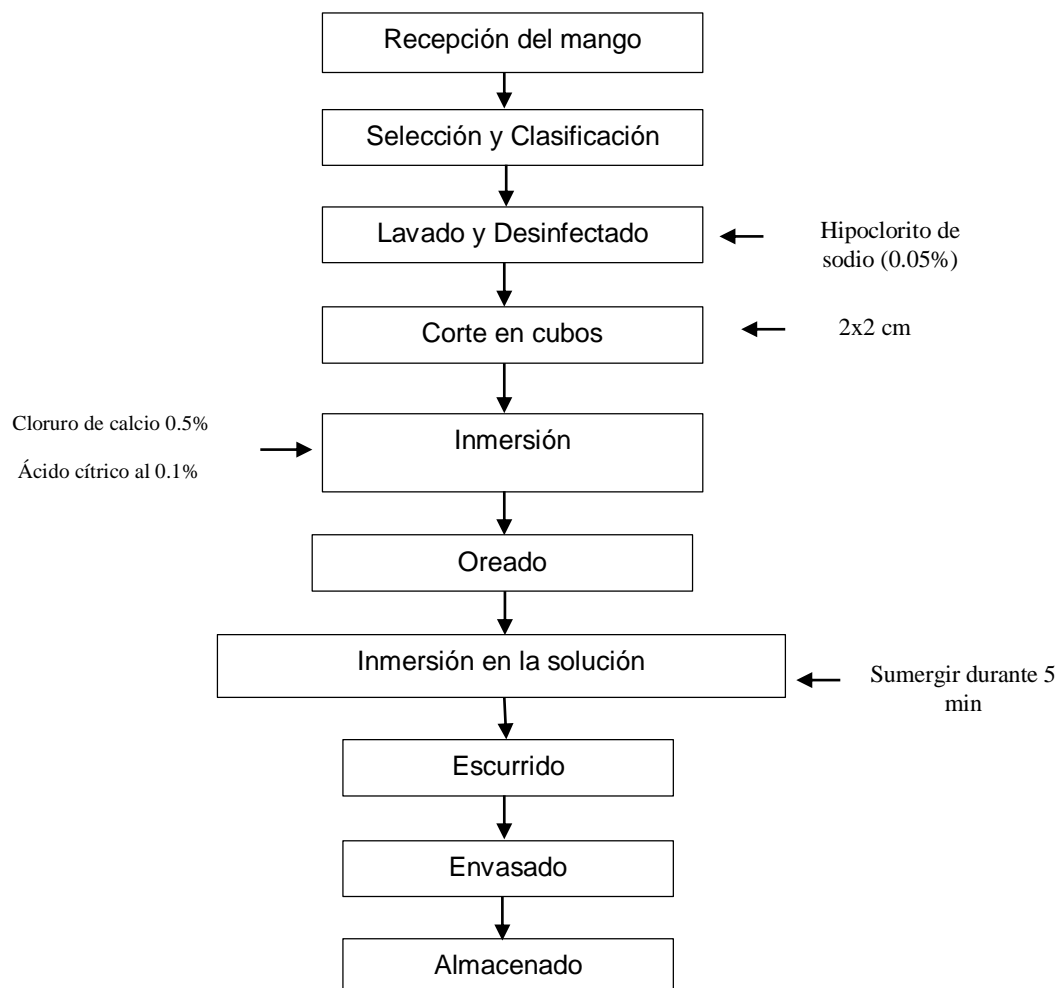 Recepción del mango
Selección y Clasificación
Lavado y Desinfectado
Hipoclorito de
sodio (0.05%)
Corte en cubos
2x2 cm
Cloruro de calcio 0.5%
Ácido cítrico al 0.1%
Inmersión
Oreado
Inmersión en la solución
Sumergir durante 5
min
Escurrido
Envasado
Almacenado